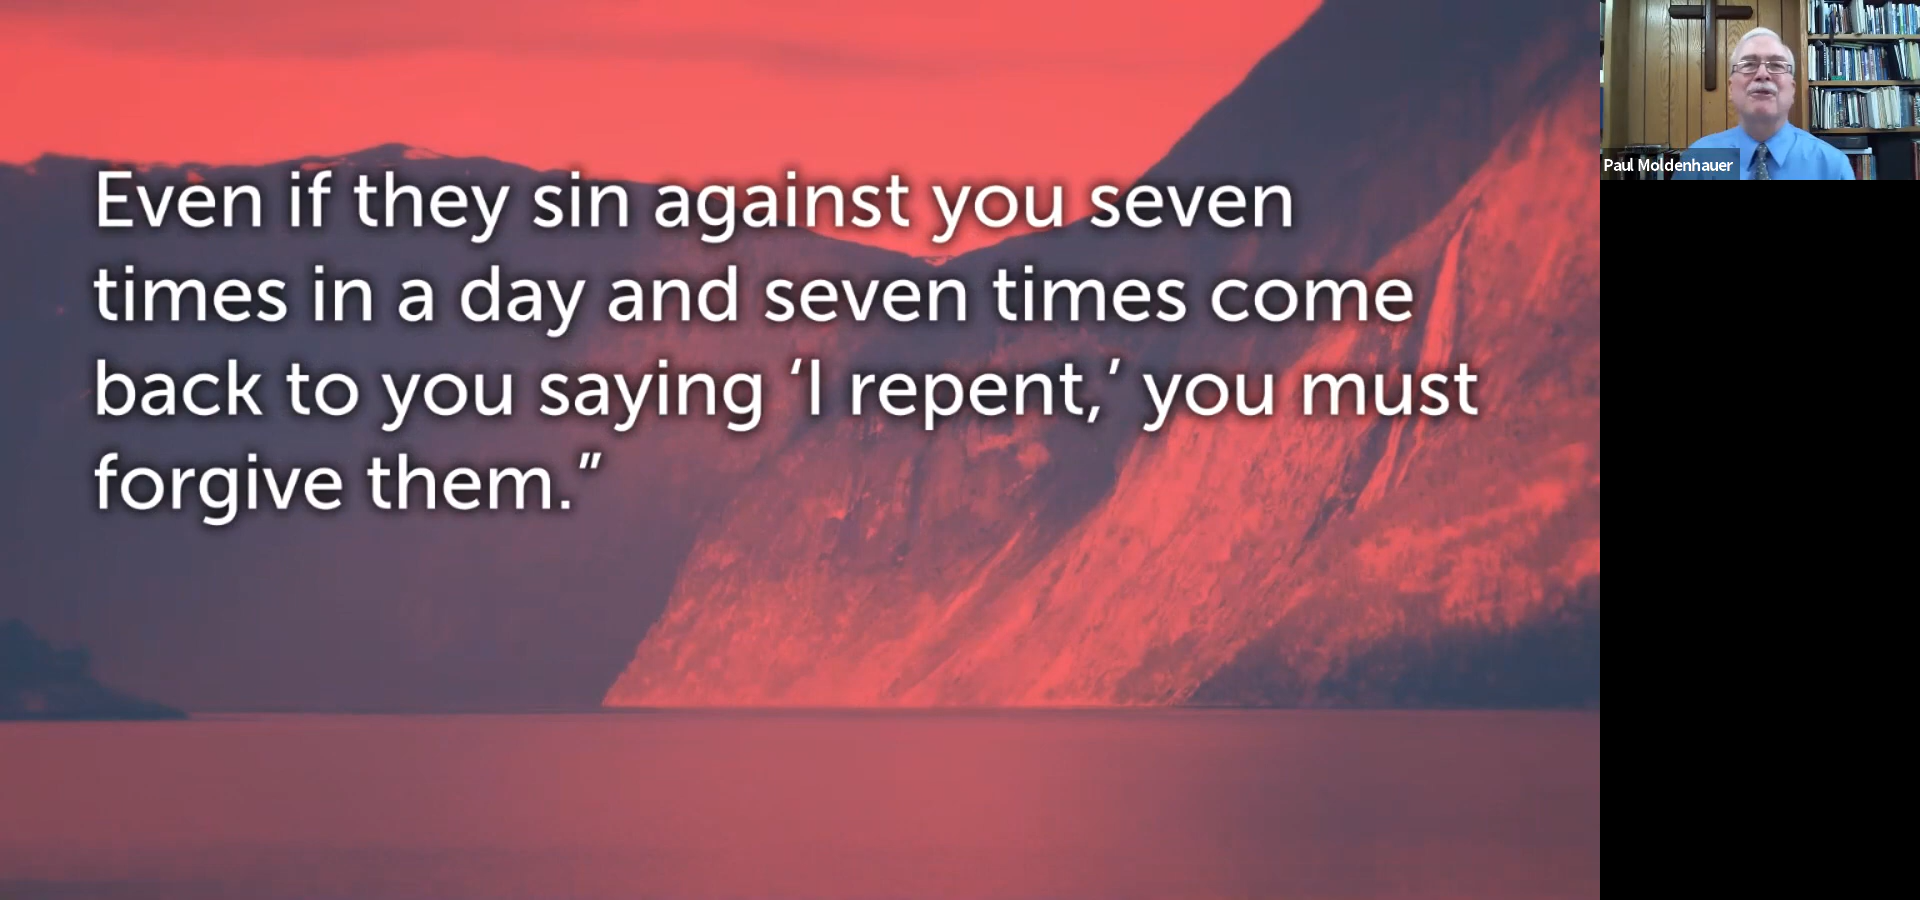 Even if they sin against you seven
times in a day and seven times come
back to you saying ‘I repent,’ you must
forgive them.”
Paul Moldenhauer